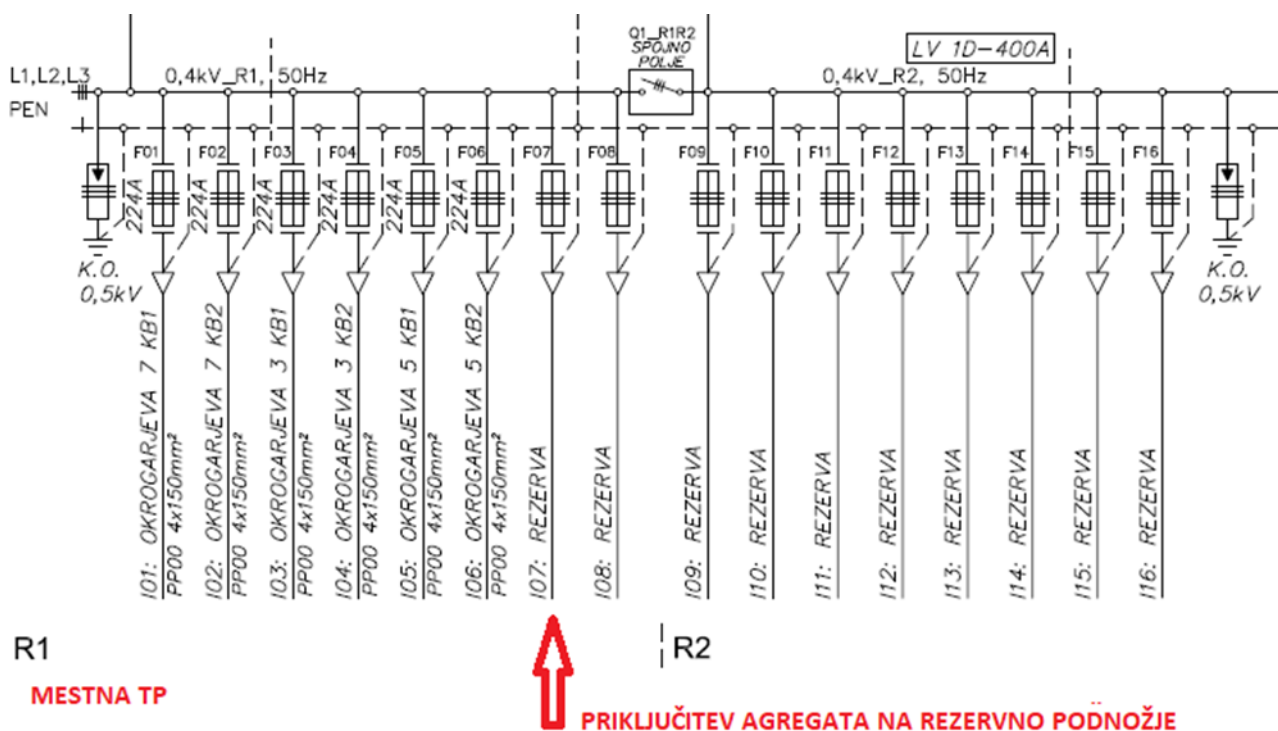 Q1_R1R2
SPOJNO
POLJE
LV 1D-400A
L1,L2,L3
0,4kV_R1, 50Hz
0,4kV_R2, 50Hz
PEN
F01
F02
F03
F04
F05
F06
F07
F08
F09
F10
F11
F12
F13
F14
F15
F16
224A
224A
224A
224A
224A
224A
K.O.
0,5kV
K.O.
0,5kV
I01: OKROGARJEVA 7 KB1
PP00 4x150mm²
I02: OKROGARJEVA 7 KB2
PP00 4x150mm²
I03: OKROGARJEVA 3 KB1
PP00 4x150mm²
I04: OKROGARJEVA 3 KB2
PP00 4x150mm²
I05: OKROGARJEVA 5 KB1
PP00 4x150mm²
I06: OKROGARJEVA 5 KB2
PP00 4x150mm²
I07: REZERVA
I08: REZERVA
I09: REZERVA
I10: REZERVA
I11: REZERVA
I12: REZERVA
I13: REZERVA
I14: REZERVA
I15: REZERVA
I16: REZERVA
R1
R2
MESTNA TP
PRIKLJUČITEV AGREGATA NA REZERVNO PODNOŽJE